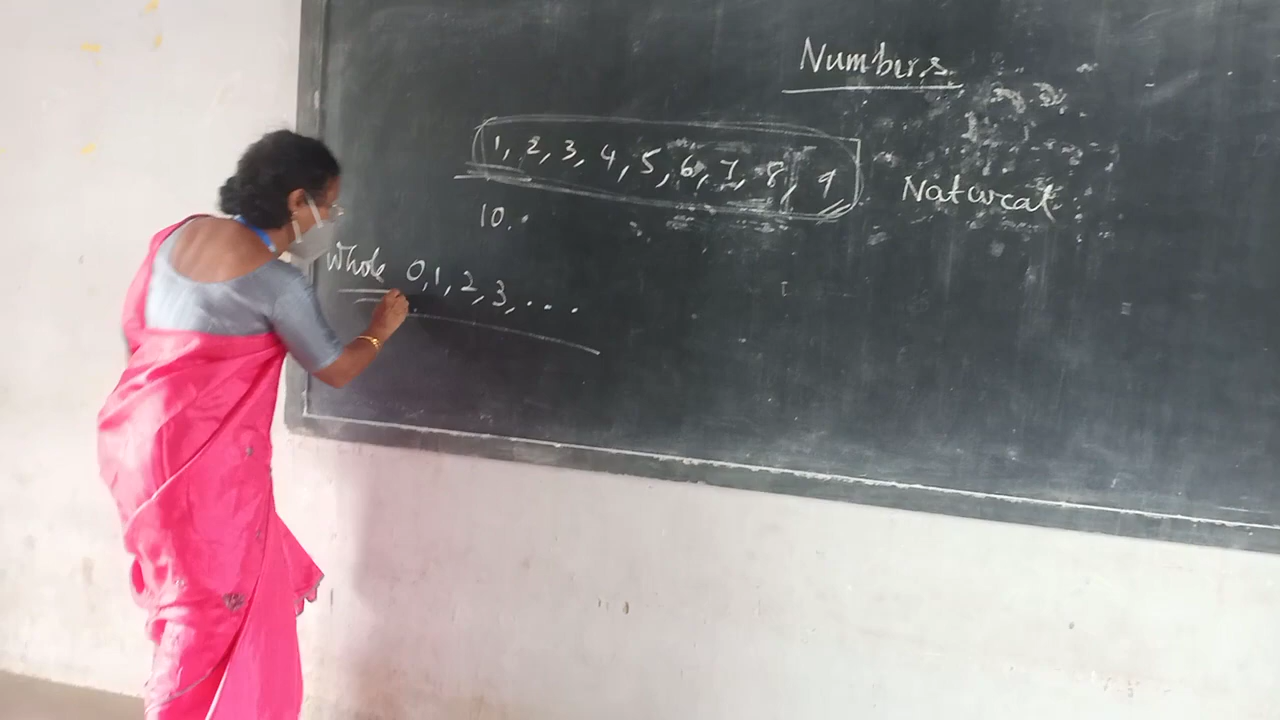 Numbers
1, 2, 3, 4, 5, 6, 7, 8, 9 Natural
10..
Whole 0, 1, 2, 3, . . .